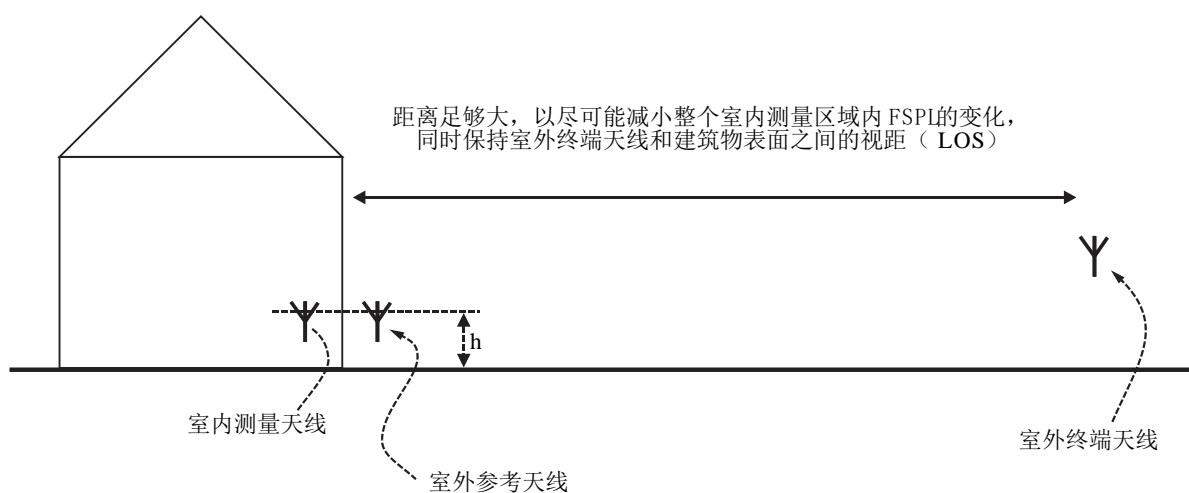 距离足够大，以尽可能减小整个室内测量区域内 FSPL的变化，
同时保持室外终端天线和建筑物表面之间的视距（ LOS）
h
室内测量天线
室外终端天线
室外参考天线